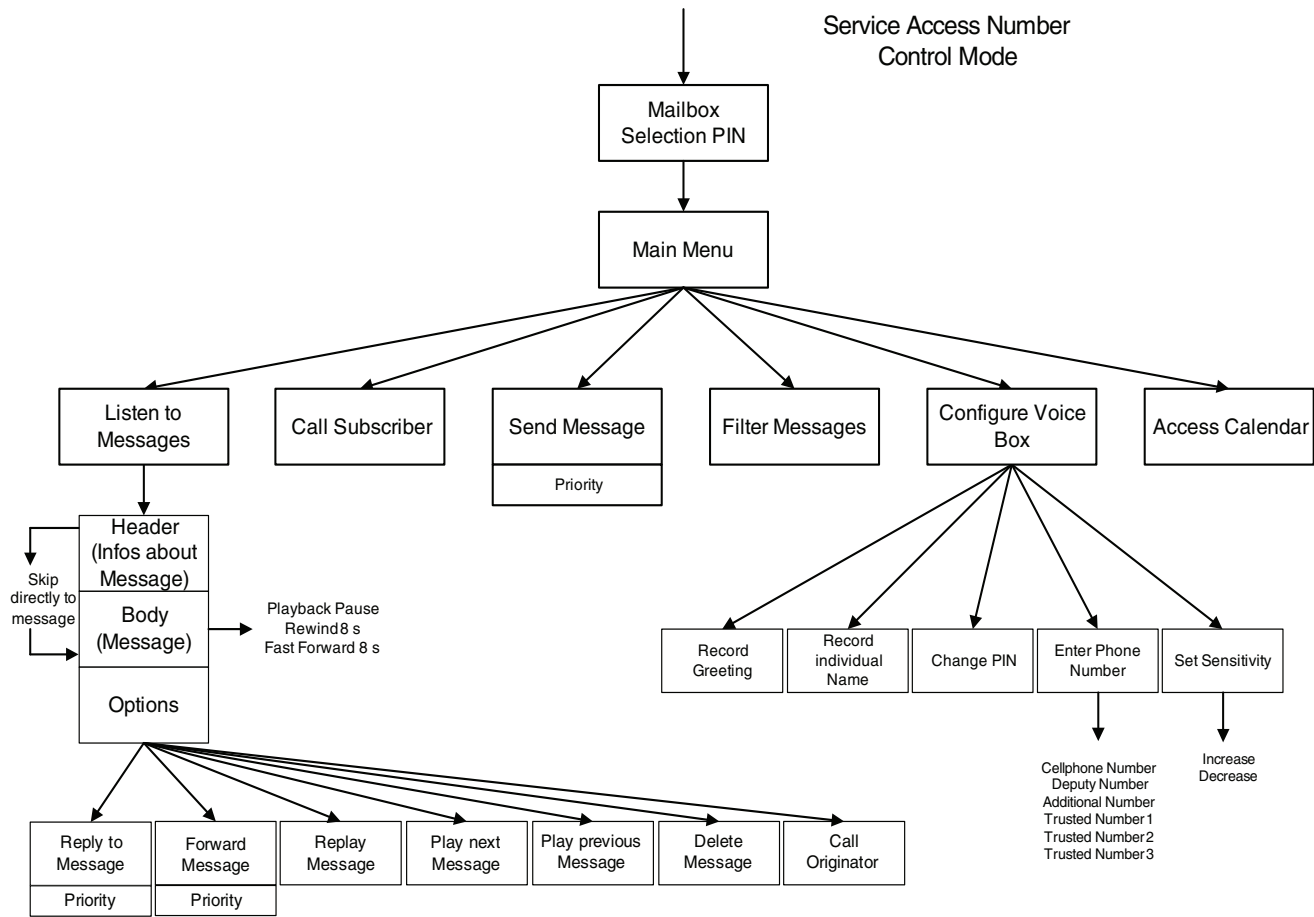 Service Access Number
Control Mode
Mailbox
Selection PIN
Main Menu
Listen to
Messages
Call Subscriber
Send Message
Priority
Filter Messages
Configure Voice
Box
Access Calendar
Header
(Infos about
Message)
Skip
directly to
message
Body
(Message)
Playback Pause
Rewind 8 s
Fast Forward 8 s
Options
Record
Greeting
Record
individual
Name
Change PIN
Enter Phone
Number
Set Sensitivity
Cellphone Number
Deputy Number
Additional Number
Trusted Number 1
Trusted Number 2
Trusted Number 3
Increase
Decrease
Reply to
Message
Priority
Forward
Message
Priority
Replay
Message
Play next
Message
Play previous
Message
Delete
Message
Call
Originator